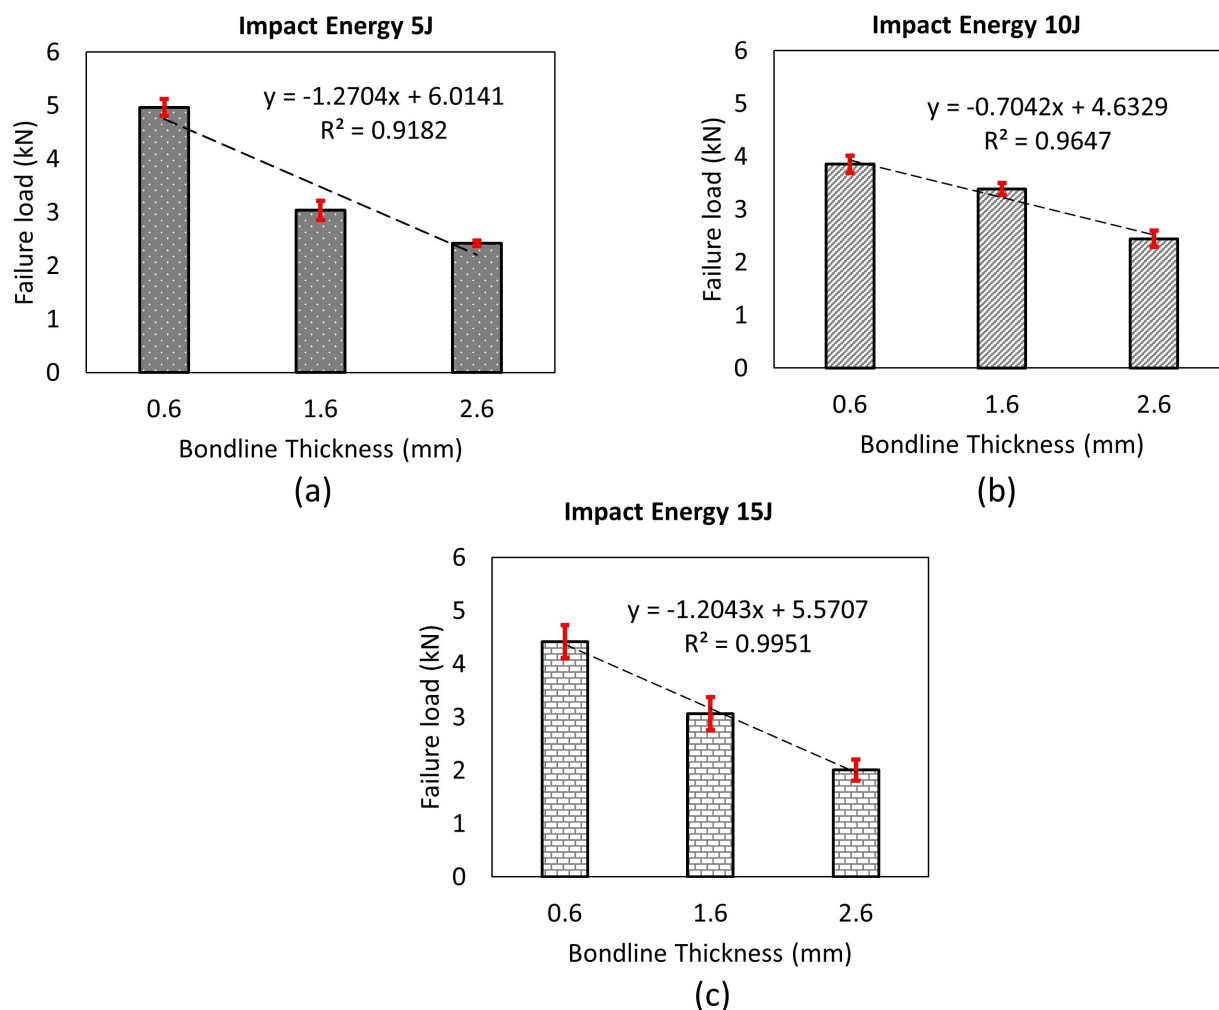 Impact Energy 5J
6
5
4
3
2
1
0
Failure load (kN)
y = -1.2704x + 6.0141
R² = 0.9182
0.6 1.6 2.6
Bondline Thickness (mm)
(a)
Impact Energy 10J
6
5
4
3
2
1
0
Failure load (kN)
y = -0.7042x + 4.6329
R² = 0.9647
0.6 1.6 2.6
Bondline Thickness (mm)
(b)
Impact Energy 15J
6
5
4
3
2
1
0
Failure load (kN)
y = -1.2043x + 5.5707
R² = 0.9951
0.6 1.6 2.6
Bondline Thickness (mm)
(c)